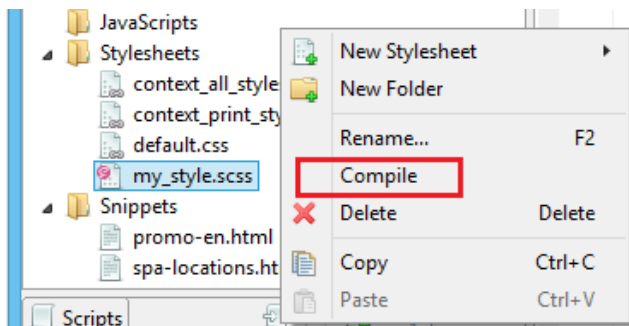 JavaScripts
Stylesheets
context_all_style
context_print_sty
default.css
my_style.scss
Snippets
promo-en.html
spa-locations.ht
Scripts
New Stylesheet
New Folder
Rename... F2
Compile
Delete Delete
Copy Ctrl+C
Paste Ctrl+V